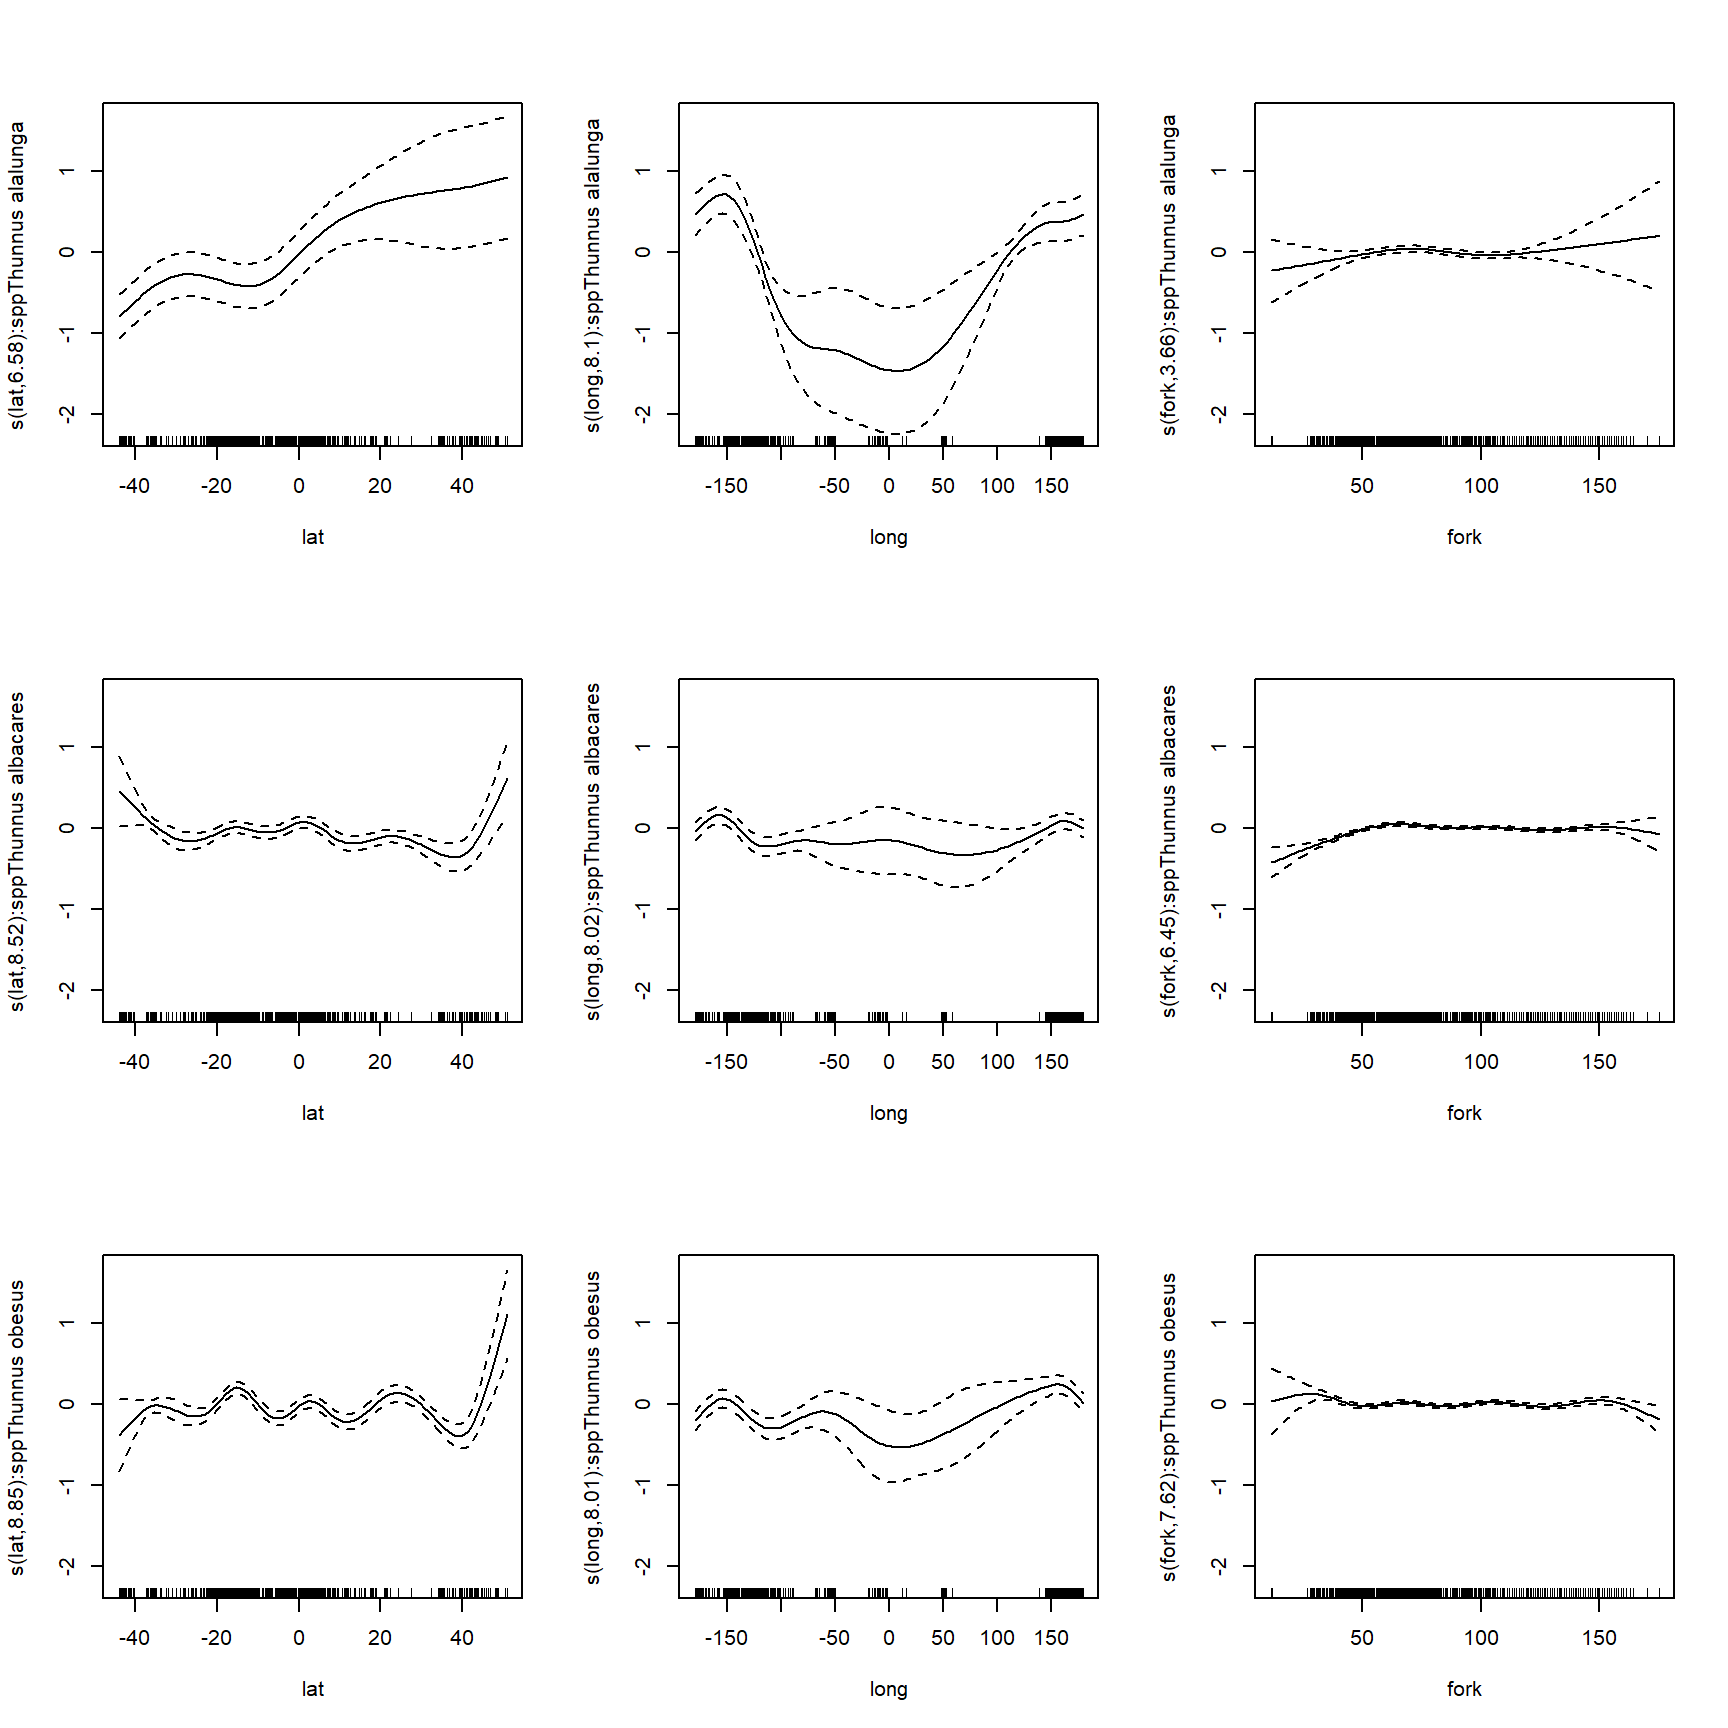 s(lat,6.58):sppThunnus alalunga
1
0
-1
-2
-40 -20 0 20 40
lat
s(long,8.1):sppThunnus alalunga
1
0
-1
-2
-150 -50 0 50 100 150
long
s(fork,3.66):sppThunnus alalunga
1
0
-1
-2
50 100 150
fork
s(lat,8.52):sppThunnus albacares
1
0
-1
-2
-40 -20 0 20 40
lat
s(long,8.02):sppThunnus albacares
1
0
-1
-2
-150 -50 0 50 100 150
long
s(fork,6.45):sppThunnus albacares
1
0
-1
-2
50 100 150
fork
s(lat,8.85):sppThunnus obesus
1
0
-1
-2
-40 -20 0 20 40
lat
s(long,8.01):sppThunnus obesus
1
0
-1
-2
-150 -50 0 50 100 150
long
s(fork,7.62):sppThunnus obesus
1
0
-1
-2
50 100 150
fork